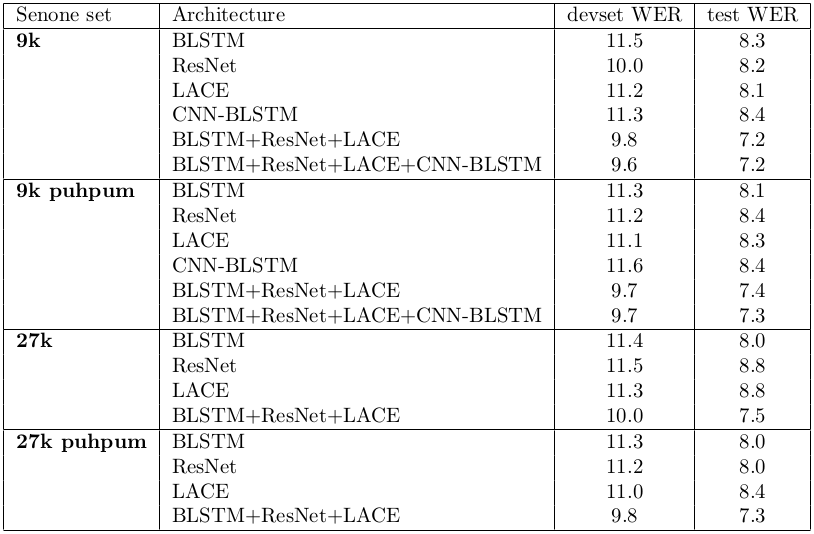 Senone set Architecture devset WER test WER
9k BLSTM 11.5 8.3
ResNet 10.0 8.2
LACE 11.2 8.1
CNN-BLSTM 11.3 8.4
BLSTM+ResNet+LACE 9.8 7.2
BLSTM+ResNet+LACE+CNN-BLSTM 9.6 7.2
9k puhpum BLSTM 11.3 8.1
ResNet 11.2 8.4
LACE 11.1 8.3
CNN-BLSTM 11.6 8.4
BLSTM+ResNet+LACE 9.7 7.4
BLSTM+ResNet+LACE+CNN-BLSTM 9.7 7.3
27k BLSTM 11.4 8.0
ResNet 11.5 8.8
LACE 11.3 8.8
BLSTM+ResNet+LACE 10.0 7.5
27k puhpum BLSTM 11.3 8.0
ResNet 11.2 8.0
LACE 11.0 8.4
BLSTM+ResNet+LACE 9.8 7.3